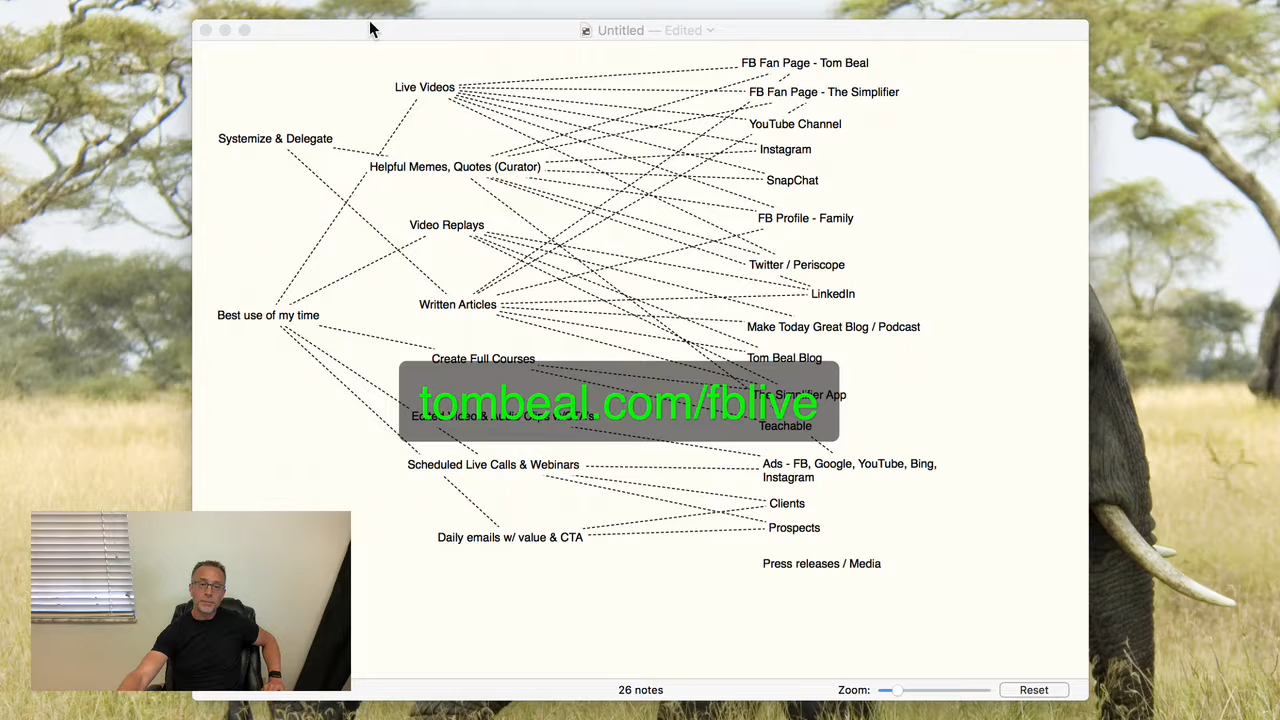 Untitled — Edited
FB Fan Page - Tom Beal
Live Videos
FB Fan Page - The Simplifier
YouTube Channel
Systemize & Delegate
Instagram
Helpful Memes, Quotes (Curator)
SnapChat
FB Profile - Family
Video Replays
Twitter / Periscope
LinkedIn
Written Articles
Best use of my time
Make Today Great Blog / Podcast
Tom Beal Blog
Create Full Courses
The Simplifier App
tombeal.com/fblive
Teachable
Scheduled Live Calls & Webinars
Ads - FB, Google, YouTube, Bing,
Instagram
Clients
Prospects
Daily emails w/ value & CTA
Press releases / Media
26 notes
Zoom:
Reset